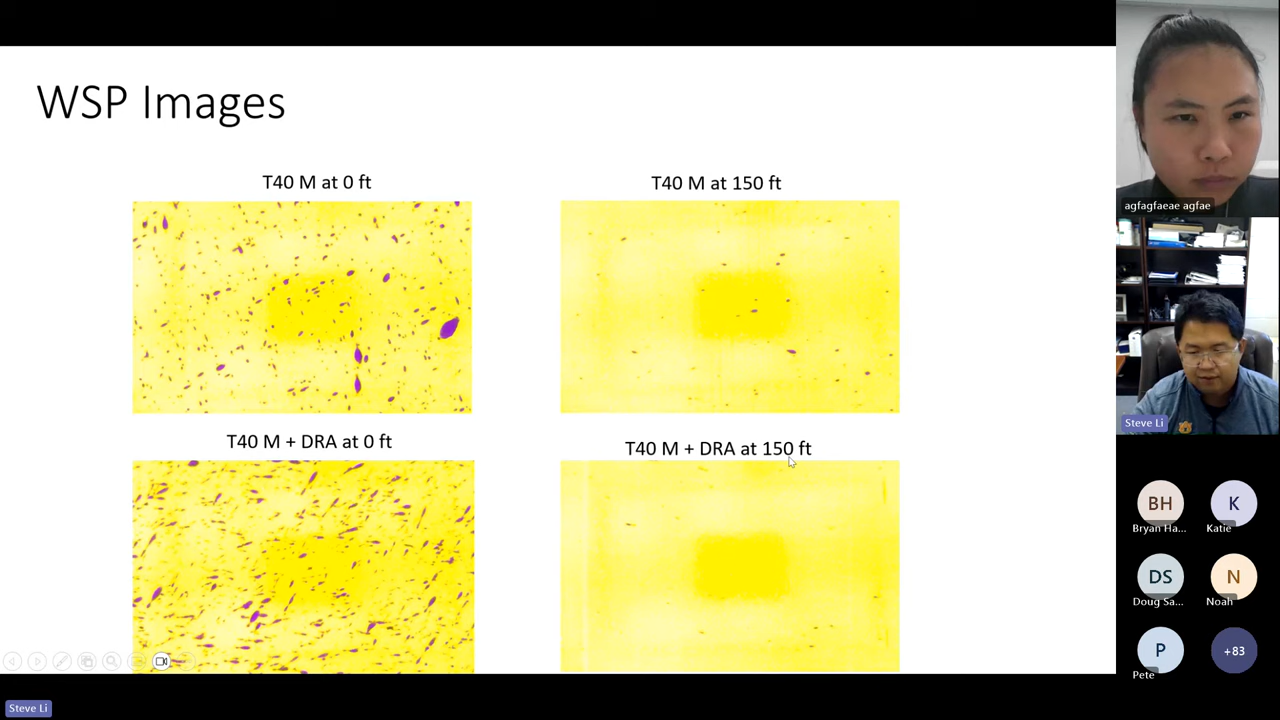 WSP Images
T40 M at 0 ft
T40 M at 150 ft
T40 M + DRA at 0 ft
T40 M + DRA at 150 ft
agfagfaeae agfae
Steve Li
BH
K
Bryan Ha...
Katie
DS
N
Doug Sa...
Noah
P
+83
Pete
Steve Li